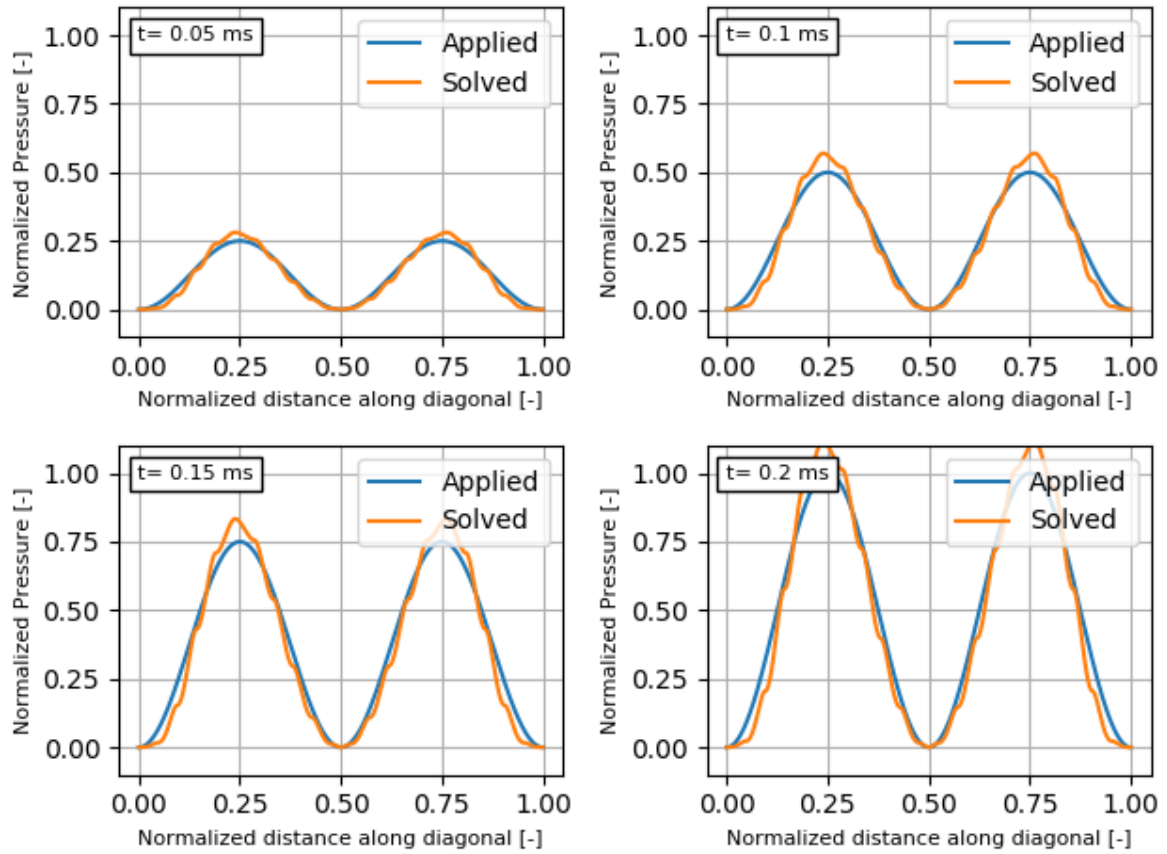 t= 0.05 ms
Applied
Solved
Normalized Pressure [-]
1.00
0.75
0.50
0.25
0.00
0.00 0.25 0.50 0.75 1.00
Normalized distance along diagonal [-]
t= 0.1 ms
Applied
Solved
Normalized Pressure [-]
1.00
0.75
0.50
0.25
0.00
0.00 0.25 0.50 0.75 1.00
Normalized distance along diagonal [-]
t= 0.15 ms
Applied
Solved
Normalized Pressure [-]
1.00
0.75
0.50
0.25
0.00
0.00 0.25 0.50 0.75 1.00
Normalized distance along diagonal [-]
t= 0.2 ms
Applied
Solved
Normalized Pressure [-]
1.00
0.75
0.50
0.25
0.00
0.00 0.25 0.50 0.75 1.00
Normalized distance along diagonal [-]